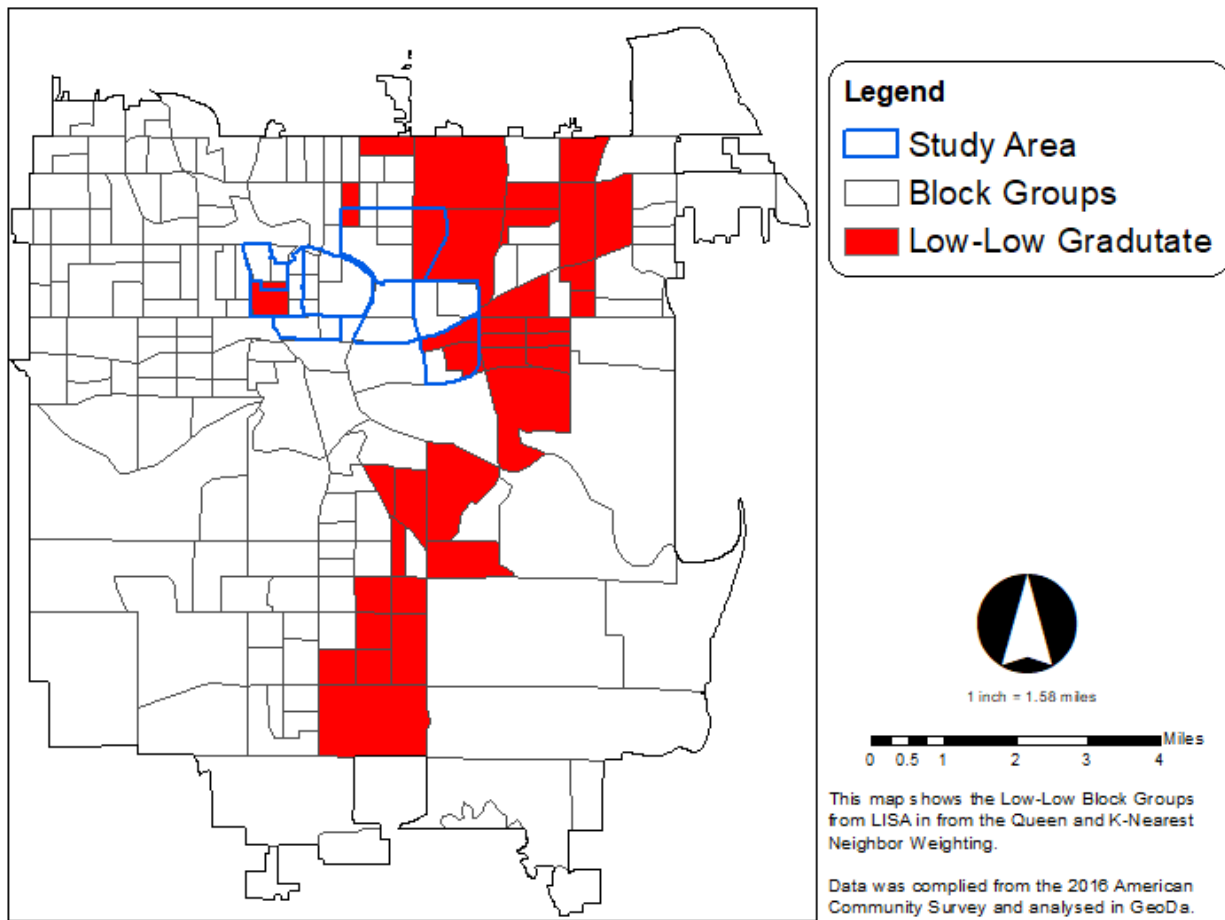 Legend
Study Area
Block Groups
Low-Low Gradutate
1 inch = 1.58 miles
Miles
0 0.5 1 2 3 4
This map shows the Low-Low Block Groups
from LISA in from the Queen and K-Nearest
Neighbor Weighting.
Data was complied from the 2016 American
Community Survey and analysed in GeoDa.